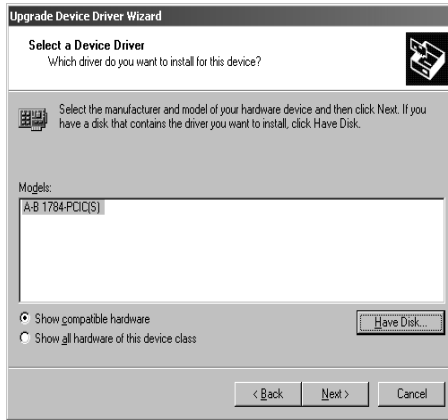 Upgrade Device Driver Wizard
Select a Device Driver
Which driver do you want to install for this device?
Select the manufacturer and model of your hardware device and then click Next. If you
have a disk that contains the driver you want to install, click Have Disk.
Models:
A-B 1784-PCIC(S)
Show compatible hardware
Show all hardware of this device class
Have Disk...
< Back
Next >
Cancel